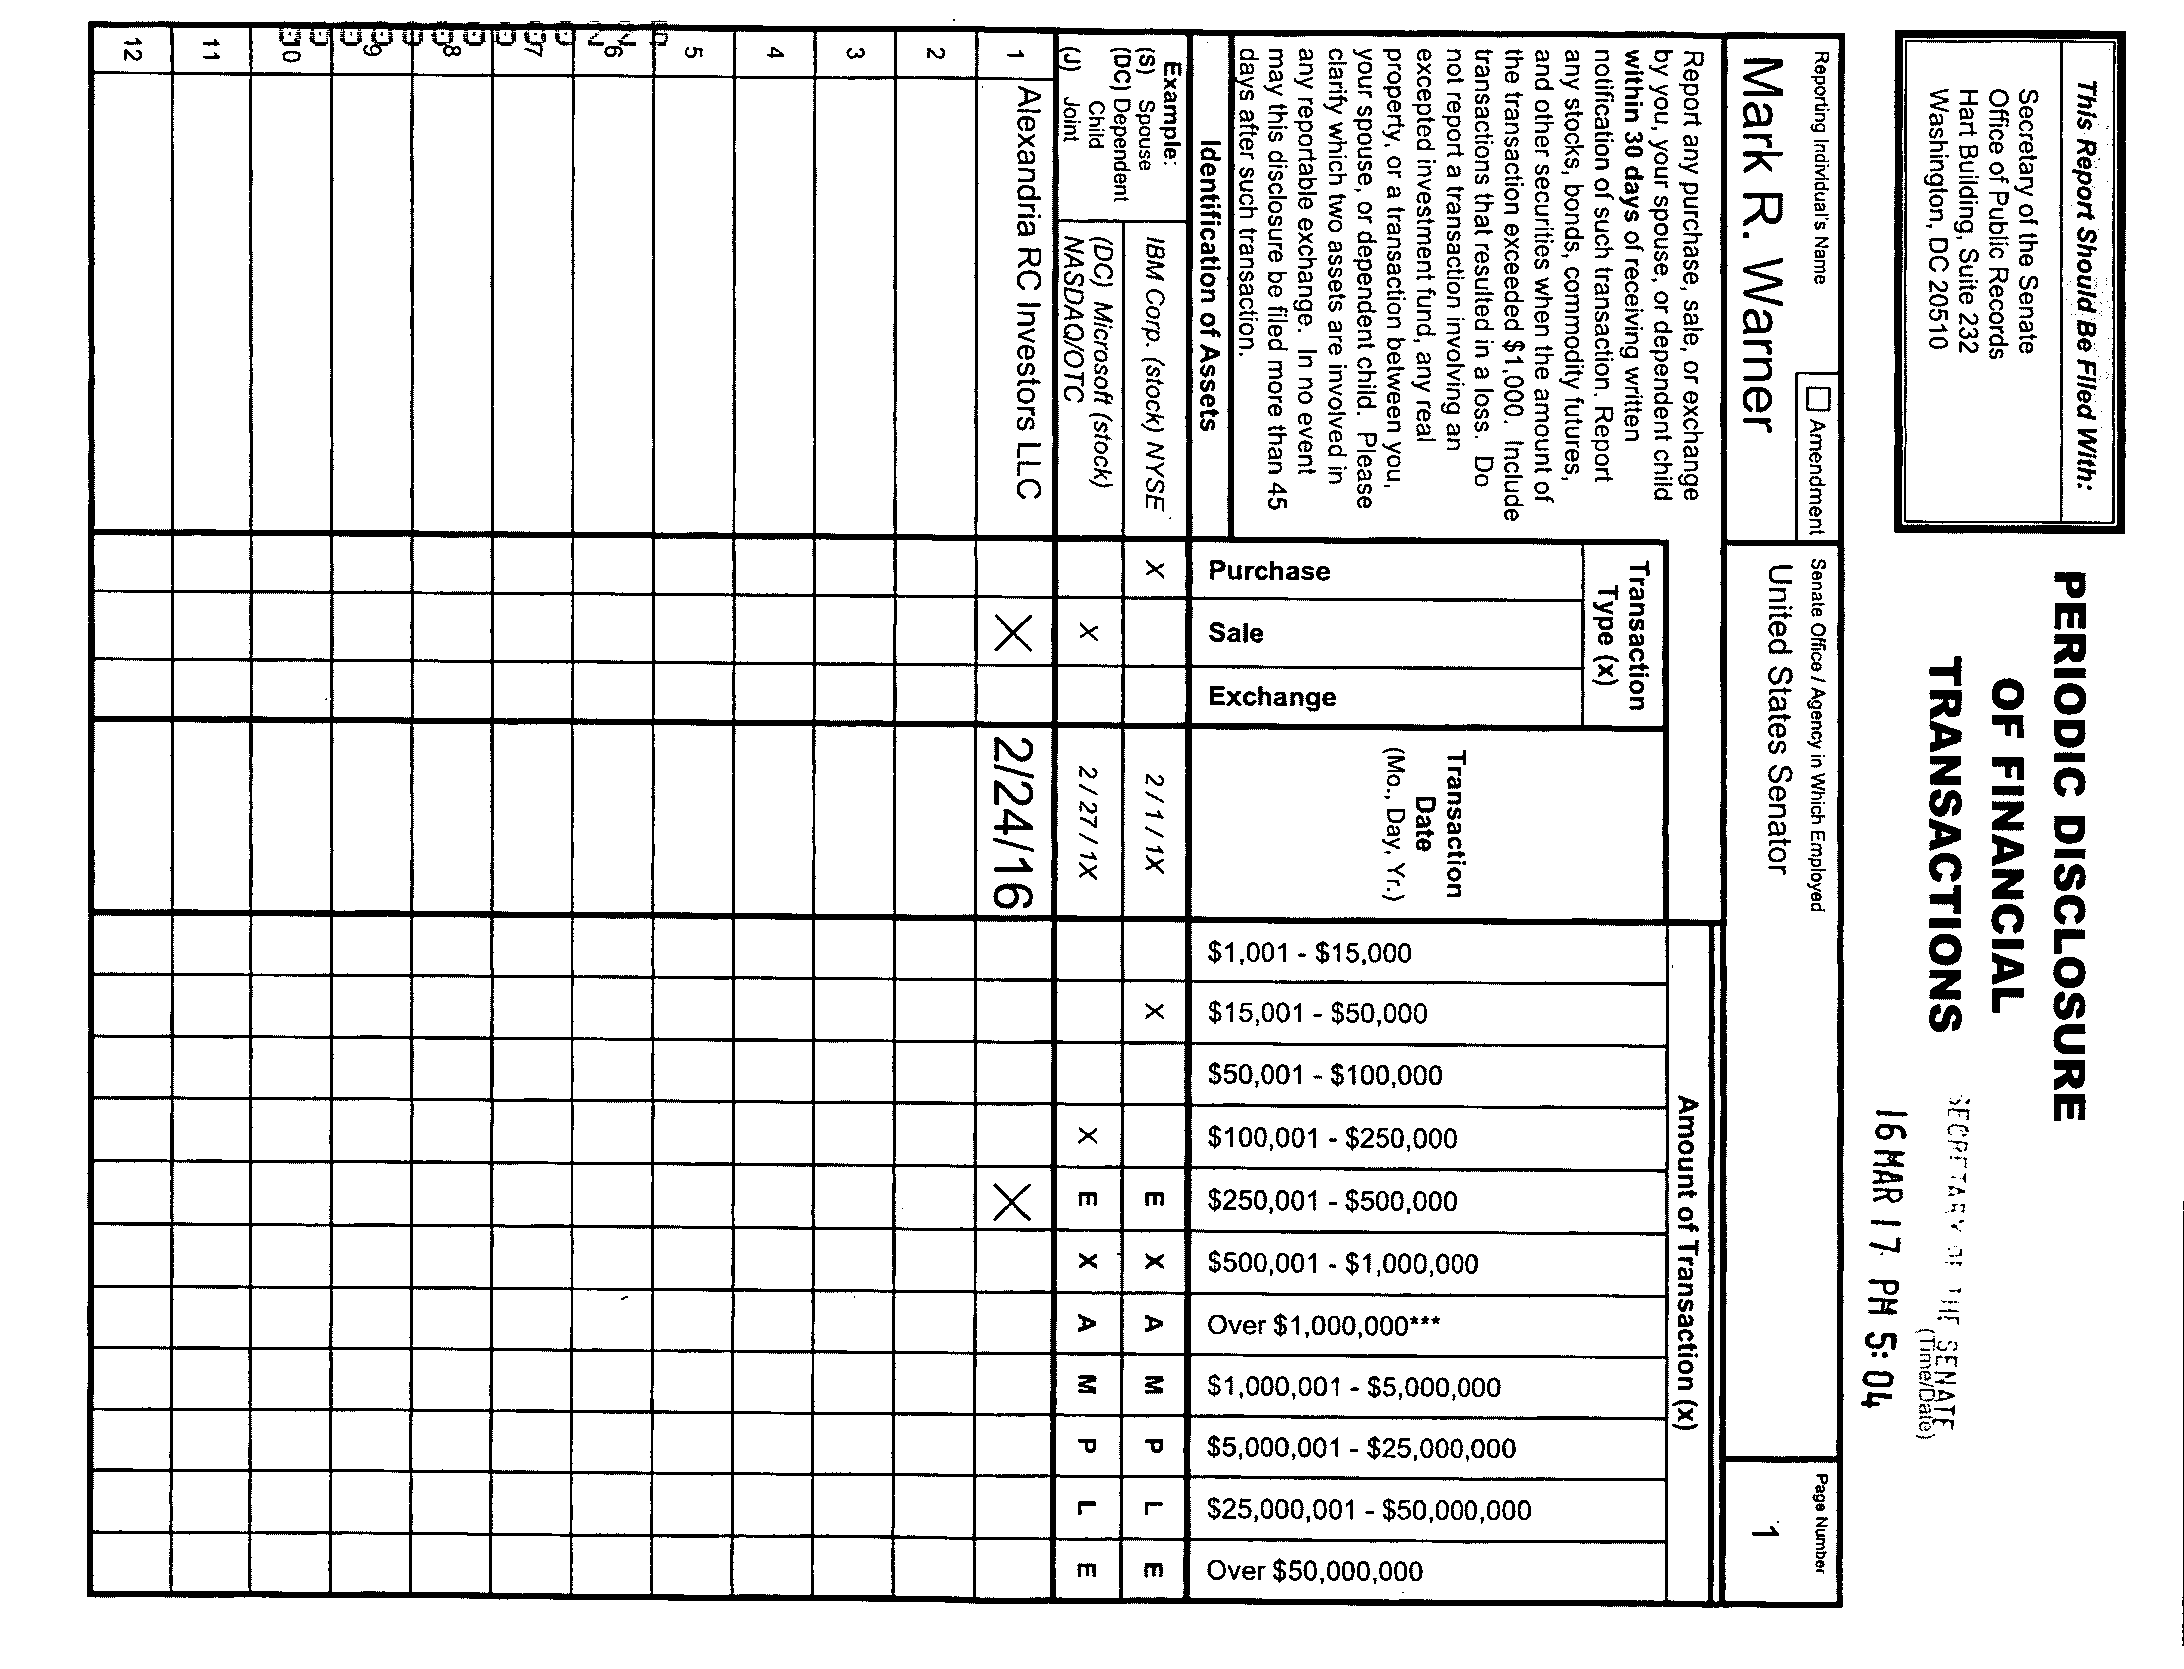 This Report Should Be Filed With:
Secretary of the Senate
Office of Public Records
Hart Building, Suite 232
Washington, DC 20510
PERIODIC DISCLOSURE
OF FINANCIAL
TRANSACTIONS
SECRETARY OF THE SENATE
(Time/Date)
16 MAR 17 PM 5:04
Reporting Individual's Name
Mark R. Warner
Amendment
Senate Office / Agency in Which Employed
United States Senator
Page Number
1
Report any purchase, sale, or exchange
by you, your spouse, or dependent child
within 30 days of receiving written
notification of such transaction. Report
any stocks, bonds, commodity futures,
and other securities when the amount of
the transaction exceeded $1,000. Include
transactions that resulted in a loss. Do
not report a transaction involving an
excepted investment fund, any real
property, or a transaction between you,
your spouse, or dependent child. Please
clarify which two assets are involved in
any reportable exchange. In no event
may this disclosure be filed more than 45
days after such transaction.
Identification of Assets
Transaction
Type (x)
Purchase
Sale
Exchange
Transaction
Date
(Mo., Day, Yr.)
Amount of Transaction (x)
$1,001 - $15,000
$15,001 - $50,000
$50,001 - $100,000
$100,001 - $250,000
$250,001 - $500,000
$500,001 - $1,000,000
Over $1,000,000***
$1,000,001 - $5,000,000
$5,000,001 - $25,000,000
$25,000,001 - $50,000,000
Over $50,000,000
Example:
(S) Spouse
(DC) Dependent
Child
(J) Joint
IBM Corp. (stock) NYSE X 2 / 1 / 1X X E X A M P L E
(DC) Microsoft (stock)
NASDAQ/OTC X 2 / 27 / 1X X E X A M P L E
1 Alexandria RC Investors LLC X 2/24/16 X
2
3
4
5
6
7
8
9
10
11
12